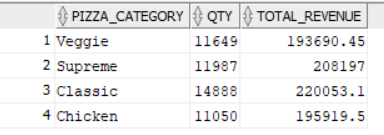 PIZZA_CATEGORY QTY TOTAL_REVENUE
1 Veggie 11649 193690.45
2 Supreme 11987 208197
3 Classic 14888 220053.1
4 Chicken 11050 195919.5